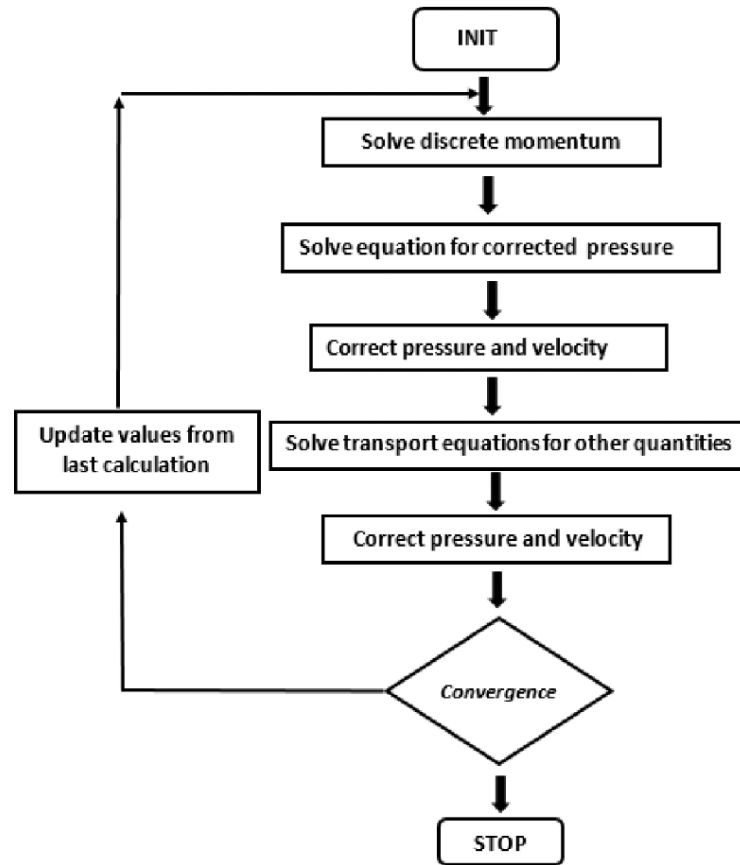 INIT
Solve discrete momentum
Solve equation for corrected pressure
Correct pressure and velocity
Update values from
last calculation
Solve transport equations for other quantities
Correct pressure and velocity
Convergence
STOP